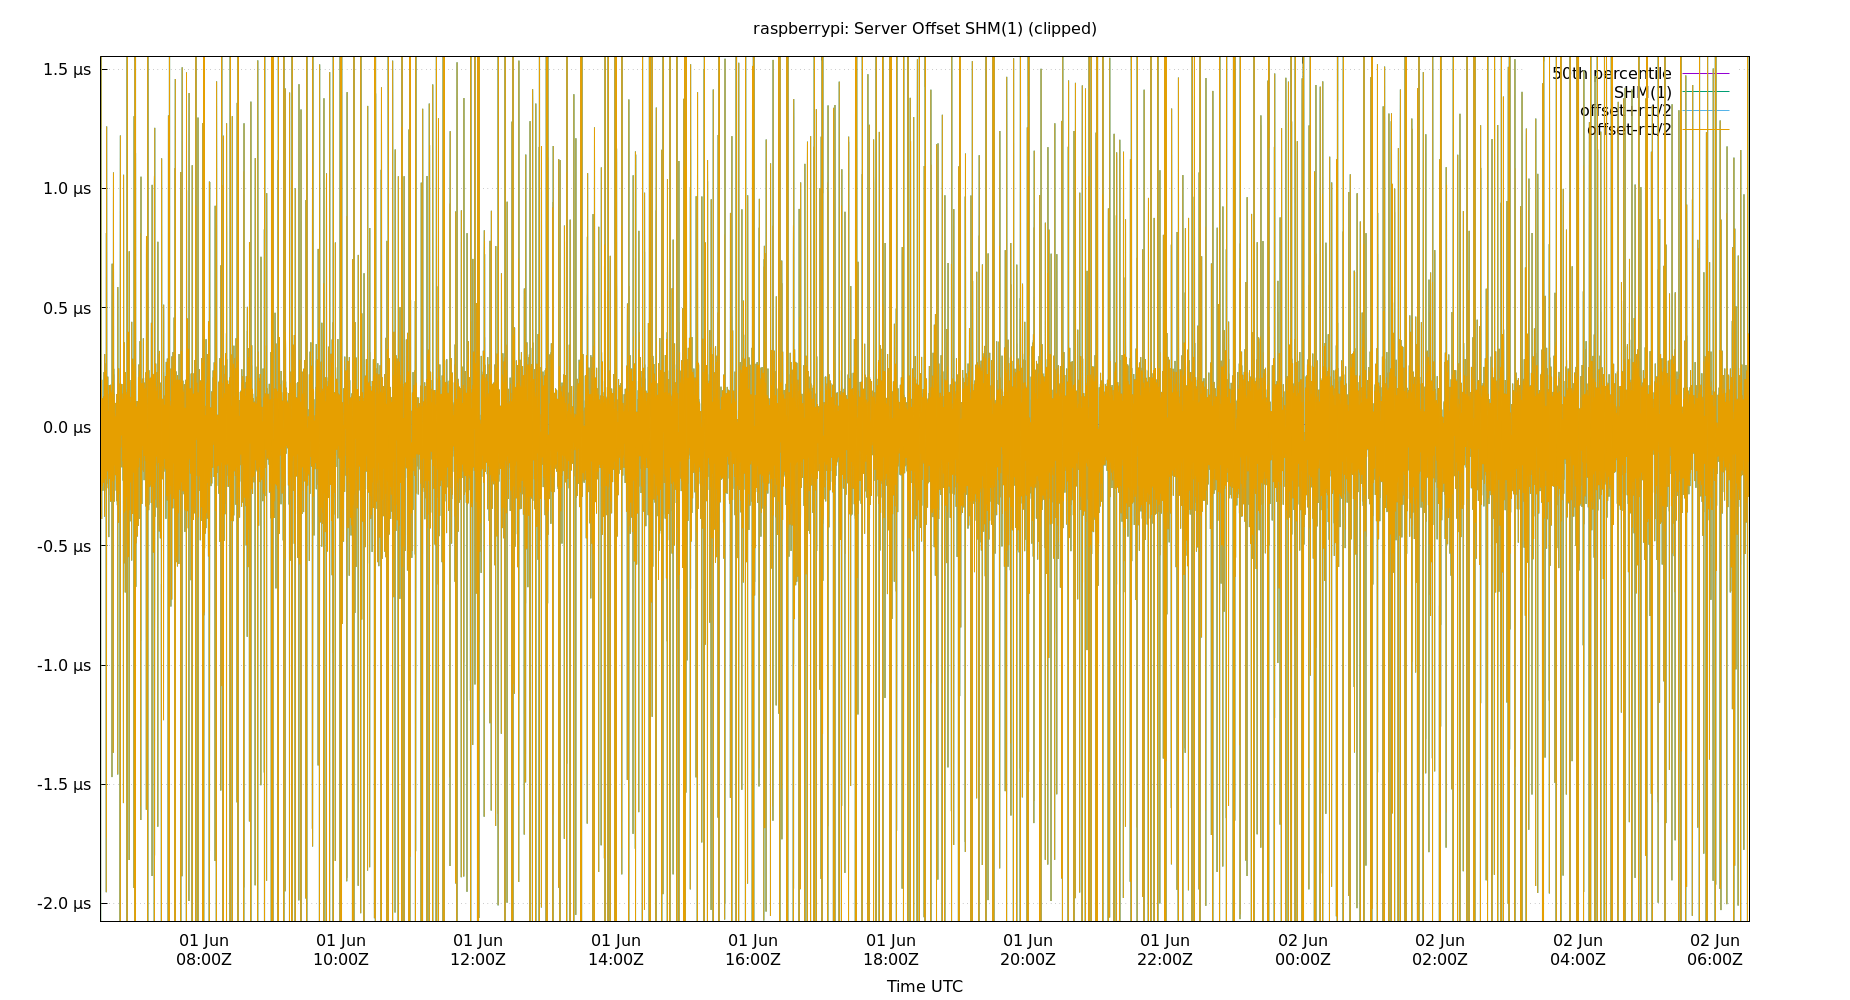 raspberrypi: Server Offset SHM(1) (clipped)
1.5 µs
1.0 µs
0.5 µs
0.0 µs
-0.5 µs
-1.0 µs
-1.5 µs
-2.0 µs
50th percentile
SHM(1)
offset+rtt/2
offset-rtt/2
01 Jun 01 Jun 01 Jun 01 Jun 01 Jun 01 Jun 01 Jun 01 Jun 02 Jun 02 Jun 02 Jun 02 Jun
08:00Z 10:00Z 12:00Z 14:00Z 16:00Z 18:00Z 20:00Z 22:00Z 00:00Z 02:00Z 04:00Z 06:00Z
Time UTC